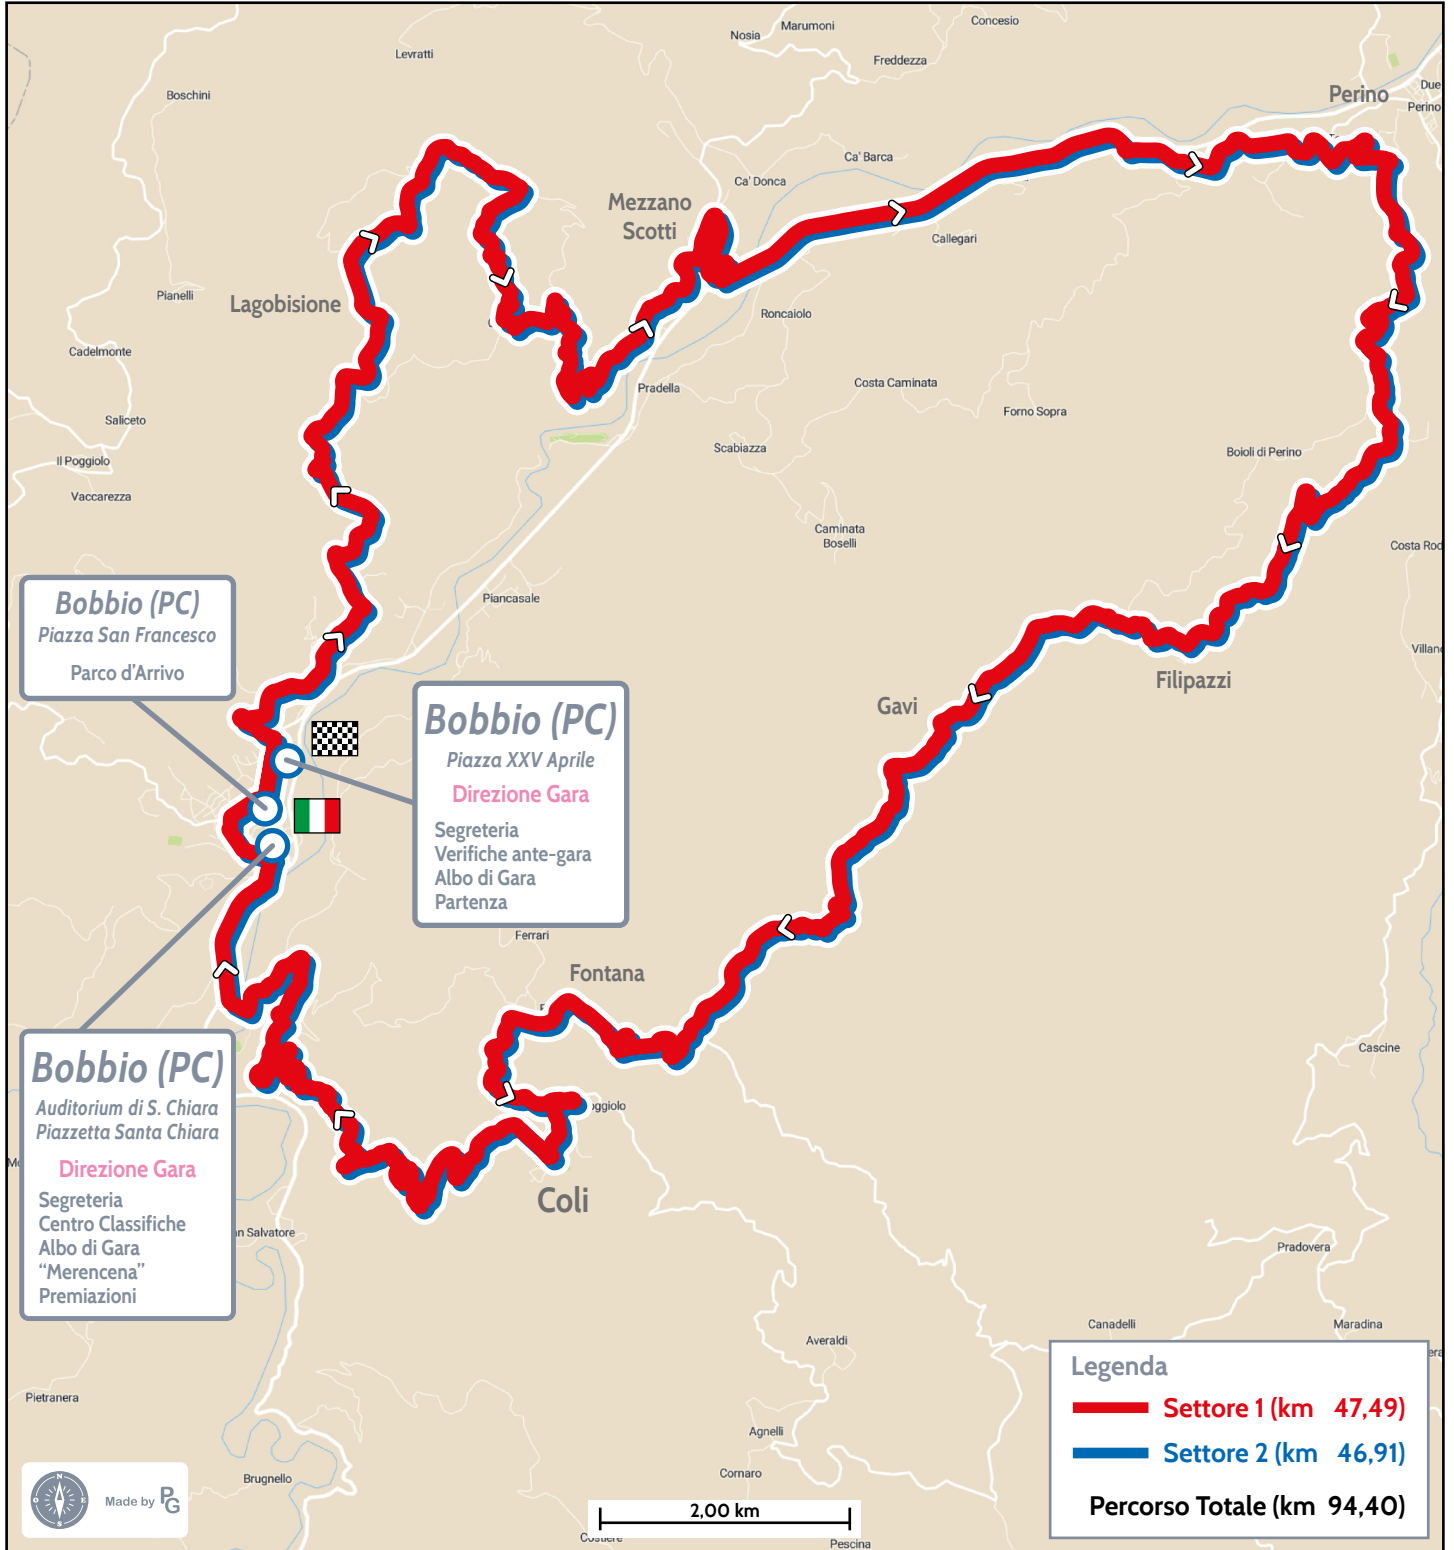 Concesio
Marumoni
Nosia
Levratti
Freddezza
Boschini
Perino
Due
Perino
Ca' Barca
Ca' Donca
Mezzano
Scotti
Callegari
Pianelli
Lagobisione
Roncaiolo
Cadelmonte
Pradella
Costa Caminata
Forno Sopra
Saliceto
Scabiazza
Boioli di Perino
Il Poggiolo
Vaccarezza
Caminata
Boselli
Costa Rod
Piancasale
Bobbio (PC)
Piazza San Francesco
Parco d'Arrivo
Villan
Filipazzi
Gavi
Bobbio (PC)
Piazza XXV Aprile
Direzione Gara
Segreteria
Verifiche ante-gara
Albo di Gara
Partenza
Ferrari
Fontana
Cascine
Bobbio (PC)
Auditorium di S. Chiara
Piazzetta Santa Chiara
Direzione Gara
Segreteria
Centro Classifiche
Albo di Gara
“Merencena”
Premiazioni
oggiolo
Coli
an Salvatore
Pradovera
Canadelli
Maradina
Averaldi
Pietranera
Agnelli
Cornaro
Brugnello
Legenda
Settore 1 (km 47,49)
Settore 2 (km 46,91)
Percorso Totale (km 94,40)
Made by PG
2,00 km
Costiere
Pescina